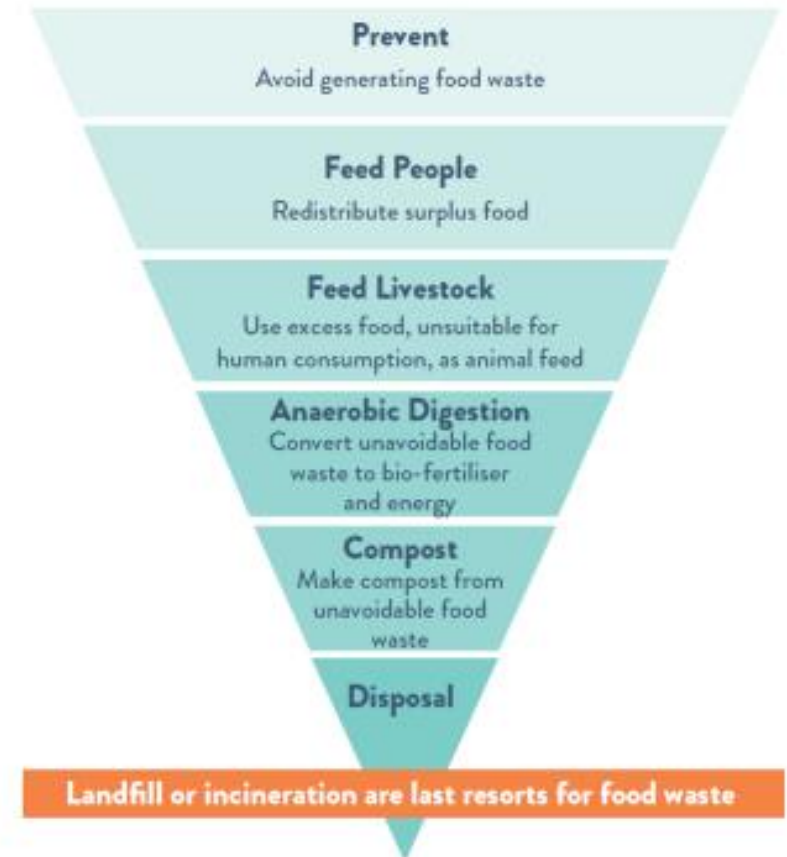 Prevent
Avoid generating food waste
Feed People
Redistribute surplus food
Feed Livestock
Use excess food, unsuitable for
human consumption, as animal feed
Anaerobic Digestion
Convert unavoidable food
waste to bio-fertiliser
and energy
Compost
Make compost from
unavoidable food
waste
Disposal
Landfill or incineration are last resorts for food waste